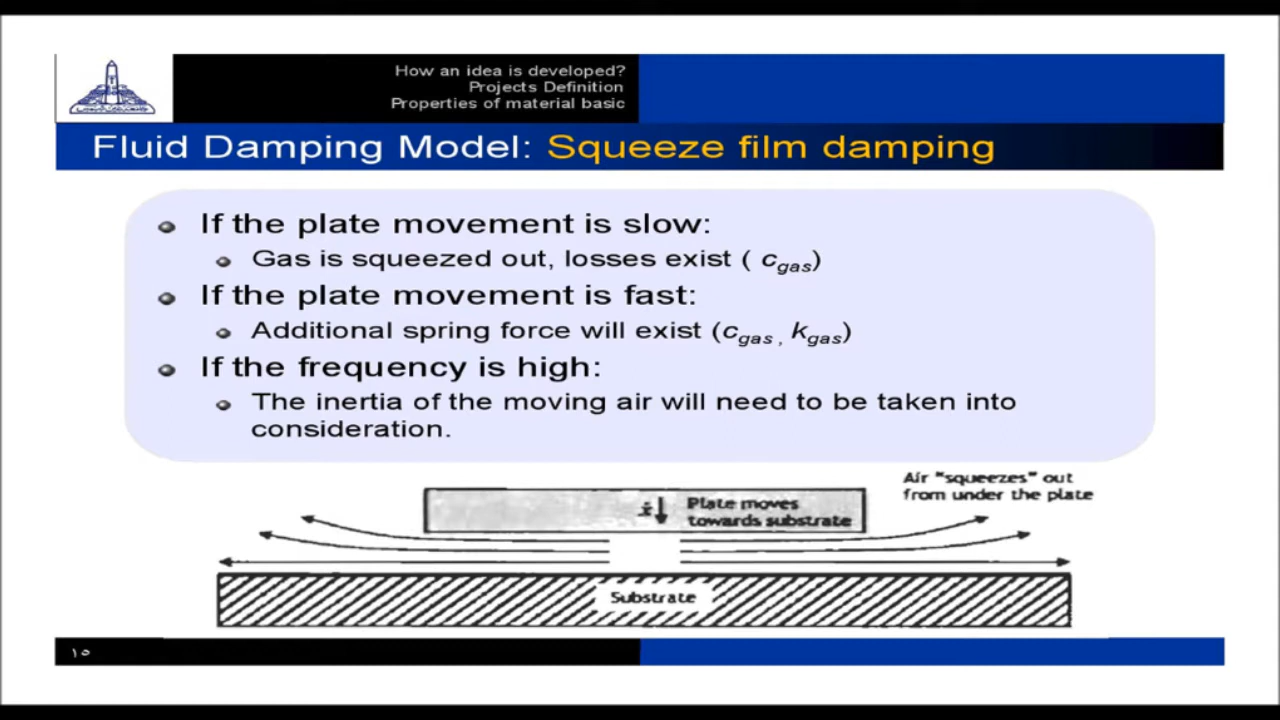 How an idea is developed?
Projects Definition
Properties of material basic
Fluid Damping Model: Squeeze film damping
If the plate movement is slow:
Gas is squeezed out, losses exist ( cgas)
If the plate movement is fast:
Additional spring force will exist (cgas , kgas)
If the frequency is high:
The inertia of the moving air will need to be taken into
consideration.
Air "squeezes" out
from under the plate
ẋ Plate moves
towards substrate
Substrate
١٥